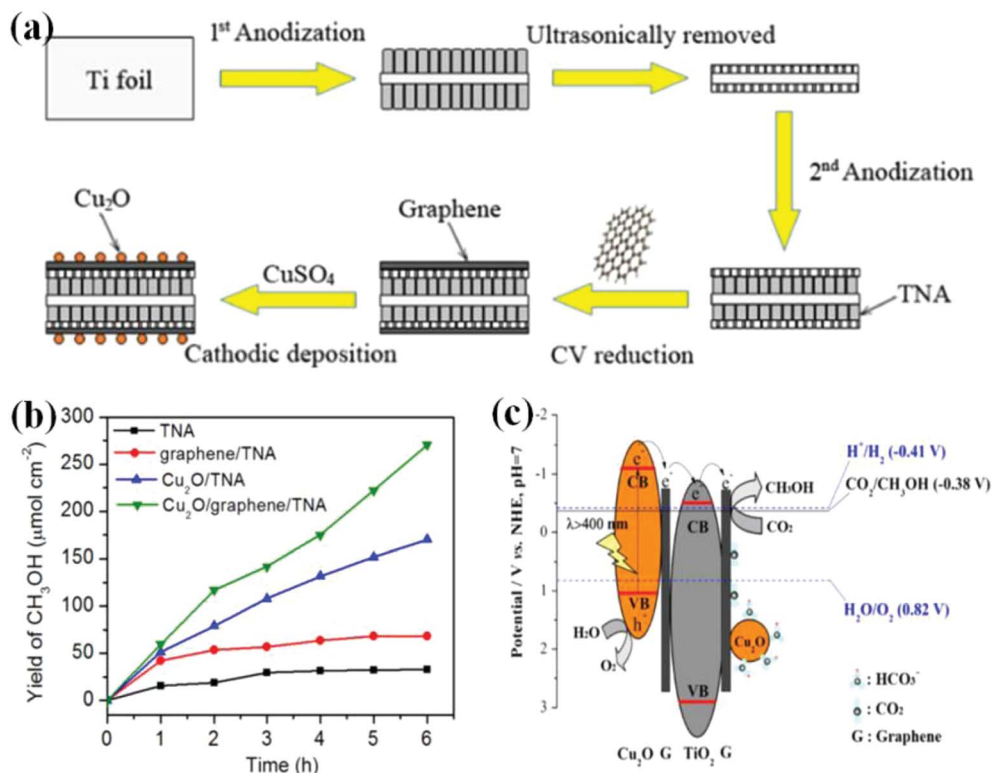 (a)
Ti foil
1st Anodization
Ultrasonically removed
2nd Anodization
Cu2O
Graphene
CuSO4
TNA
Cathodic deposition
CV reduction
(b)
Yield of CH3OH (μmol cm-2)
300
250
200
150
100
50
0
TNA
graphene/TNA
Cu2O/TNA
Cu2O/graphene/TNA
0 1 2 3 4 5 6
Time (h)
(c)
Potential / V vs. NHE, pH=7
-2
-1
0
1
2
3
H+/H2 (-0.41 V)
CO2/CH3OH (-0.38 V)
H2O/O2 (0.82 V)
e-
CB
λ>400 nm
VB
h+
H2O
O2
e-
e-
CB
VB
e-
CH3OH
CO2
Cu2O
: HCO3-
: CO2
G : Graphene
Cu2O G TiO2 G